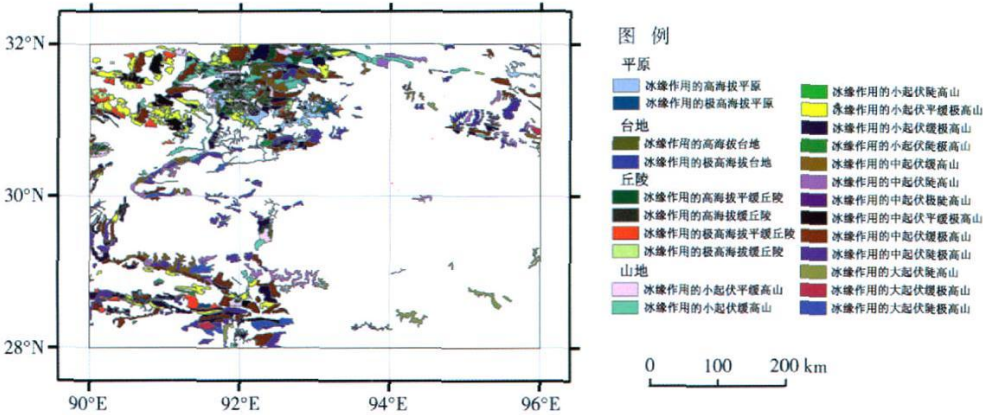 32°N
30°N
28°N
90°E
92°E
94°E
96°E
图 例
平原
冰缘作用的高海拔平原
冰缘作用的极高海拔平原
台地
冰缘作用的高海拔台地
冰缘作用的极高海拔台地
丘陵
冰缘作用的高海拔平缓丘陵
冰缘作用的高海拔缓丘陵
冰缘作用的极高海拔平缓丘陵
冰缘作用的极高海拔缓丘陵
山地
冰缘作用的小起伏平缓高山
冰缘作用的小起伏缓高山
冰缘作用的小起伏陡高山
冰缘作用的小起伏平缓极高山
冰缘作用的小起伏缓极高山
冰缘作用的小起伏陡极高山
冰缘作用的中起伏缓高山
冰缘作用的中起伏陡高山
冰缘作用的中起伏极陡高山
冰缘作用的中起伏平缓极高山
冰缘作用的中起伏缓极高山
冰缘作用的中起伏陡极高山
冰缘作用的大起伏陡高山
冰缘作用的大起伏缓极高山
冰缘作用的大起伏陡极高山
0 100 200 km